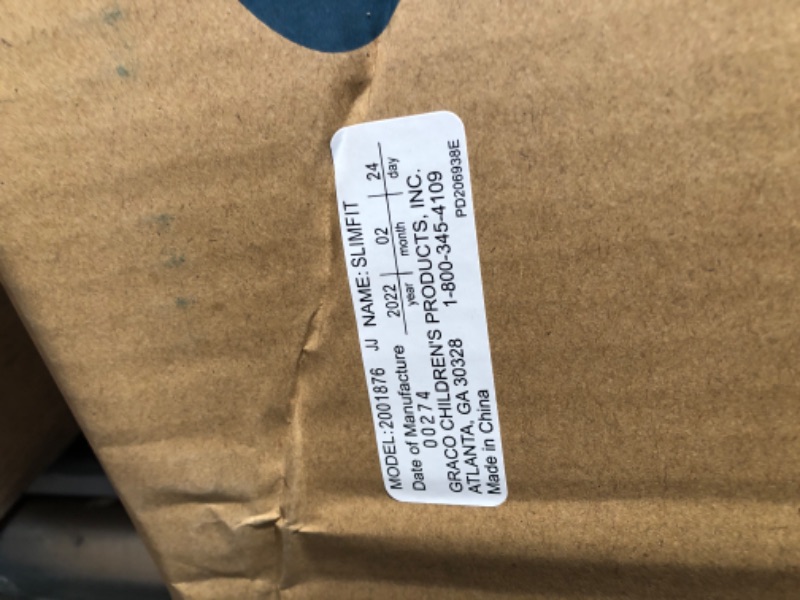 MODEL:2001876 JJ NAME: SLIMFIT
Date of Manufacture 2022 02 24
year month day
00274
GRACO CHILDREN'S PRODUCTS, INC.
ATLANTA, GA 30328 1-800-345-4109
Made in China PD206938E